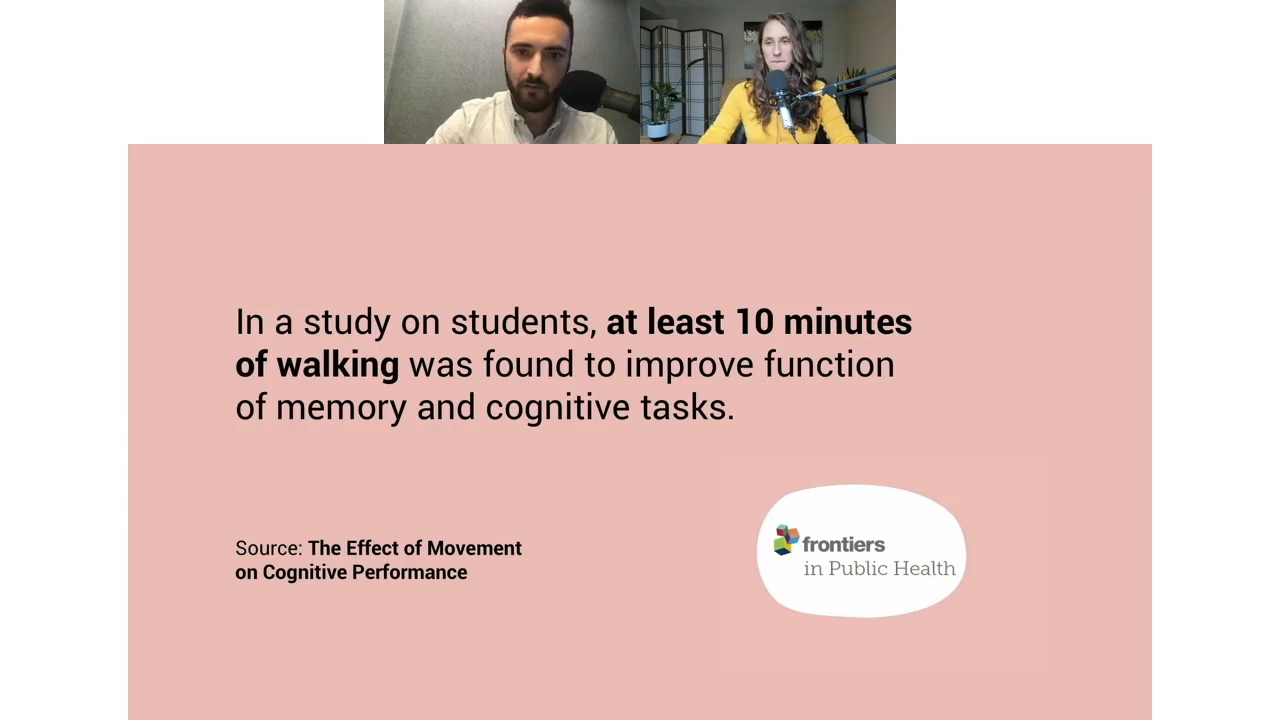 In a study on students, at least 10 minutes
of walking was found to improve function
of memory and cognitive tasks.
Source: The Effect of Movement
on Cognitive Performance
frontiers
in Public Health